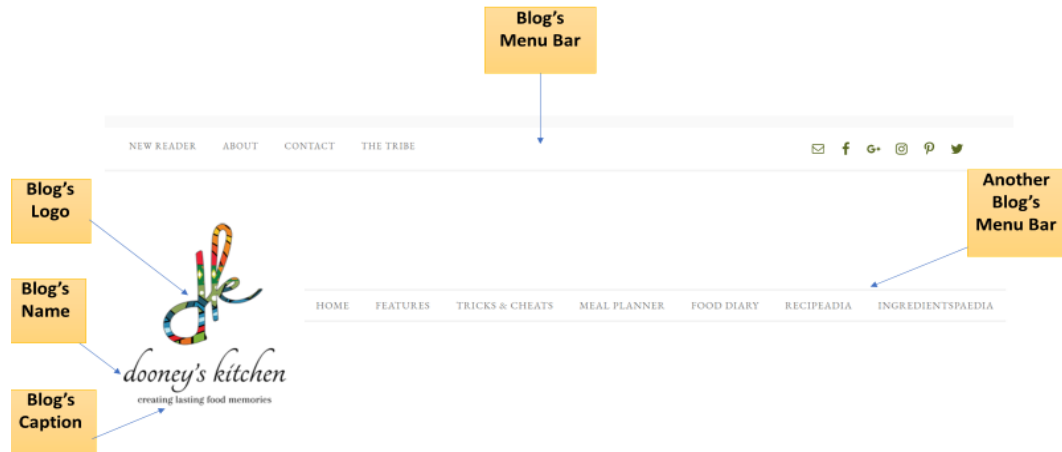 Blog's
Menu Bar
NEW READER ABOUT CONTACT THE TRIBE
Blog's
Logo
Another
Blog's
Menu Bar
Blog's
Name
HOME FEATURES TRICKS & CHEATS MEAL PLANNER FOOD DIARY RECIPEADIA INGREDIENTSPAEDIA
dk
dooney's kitchen
creating lasting food memories
Blog's
Caption